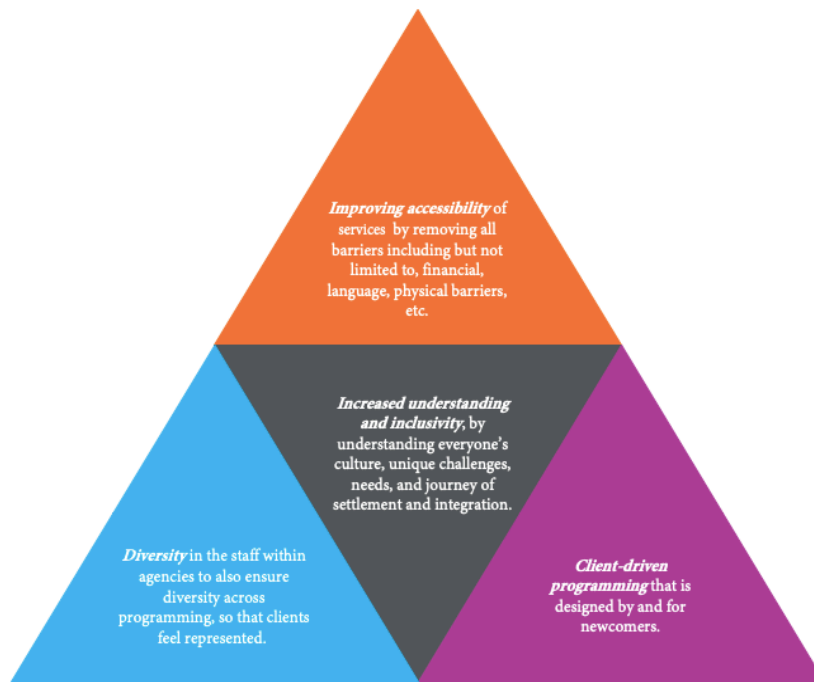 Improving accessibility of
services by removing all
barriers including but not
limited to, financial,
language, physical barriers,
etc.
Increased understanding
and inclusivity, by
understanding everyone’s
culture, unique challenges,
needs, and journey of
settlement and integration.
Diversity in the staff within
agencies to also ensure
diversity across
programming, so that clients
feel represented.
Client-driven
programming that is
designed by and for
newcomers.